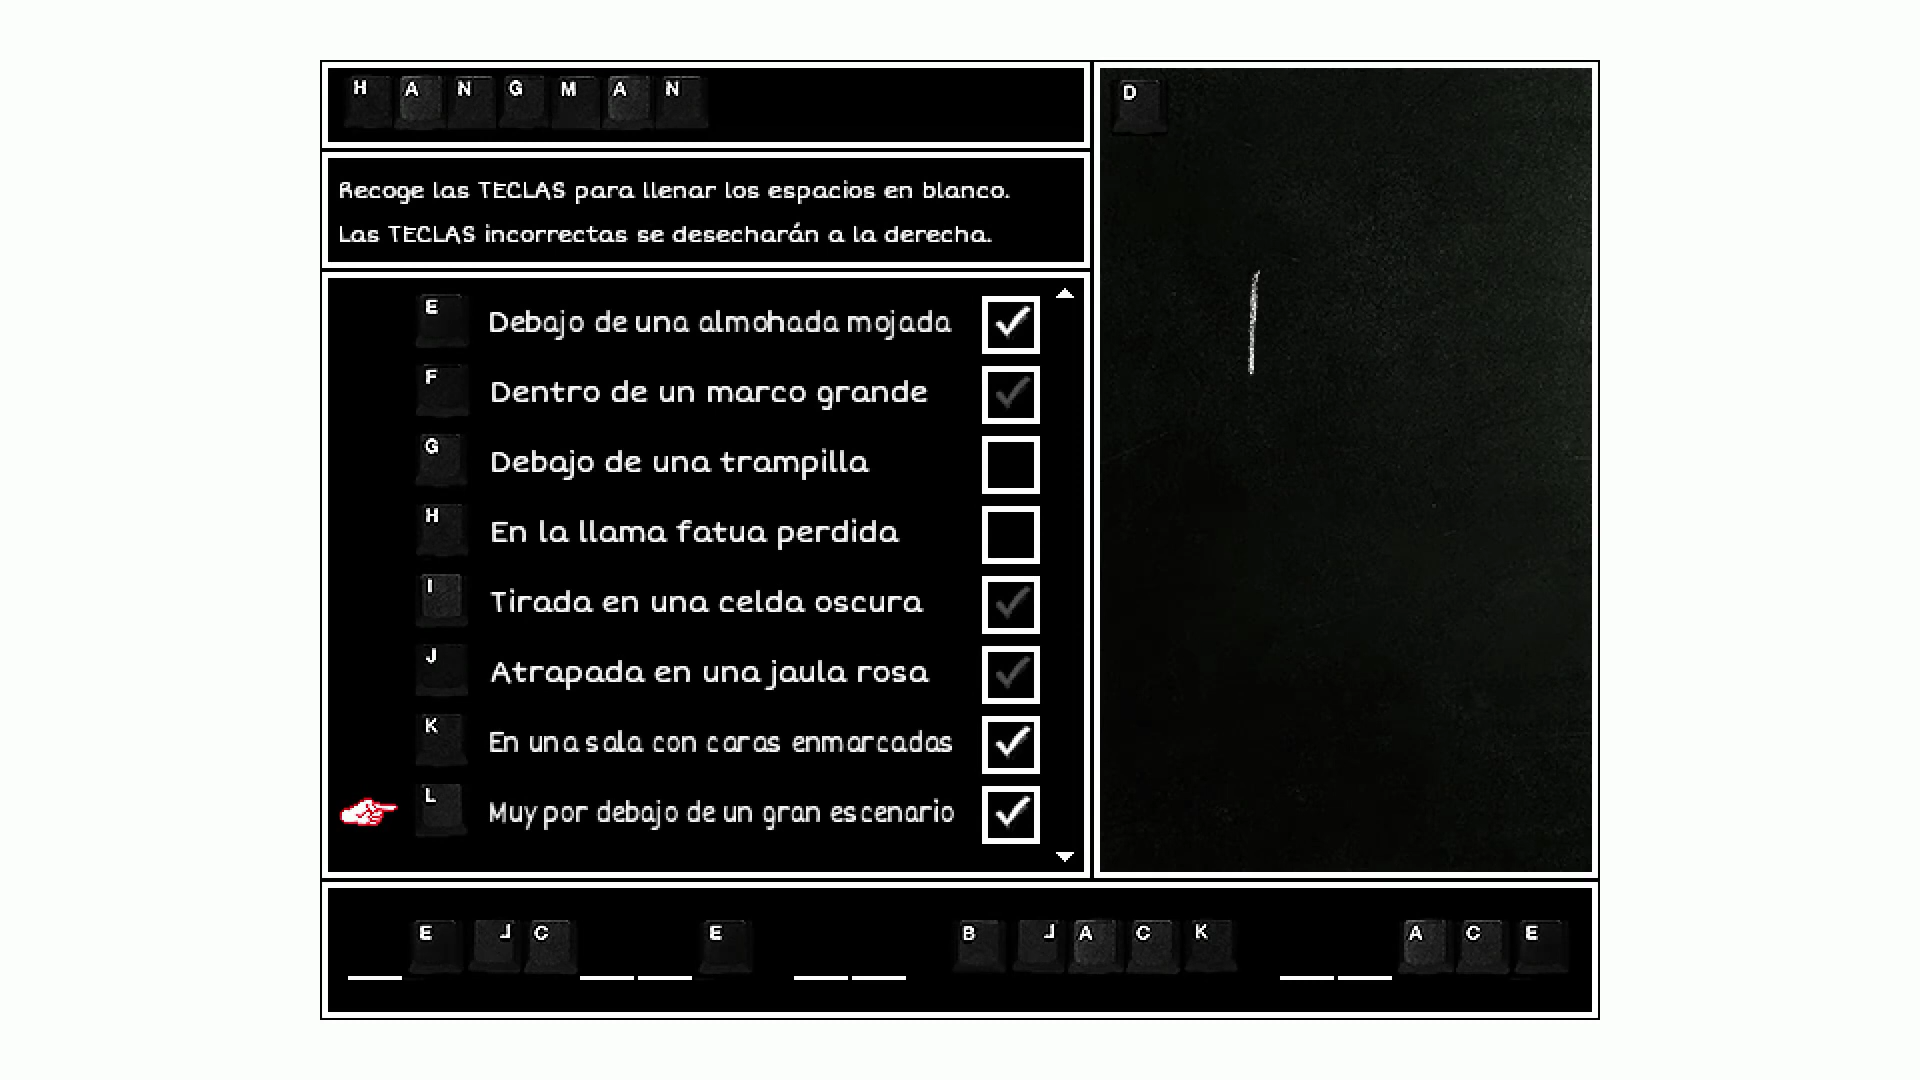 H A N G M A N
D
Recoge las TECLAS para llenar los espacios en blanco.
Las TECLAS incorrectas se desecharán a la derecha.
E Debajo de una almohada mojada
F Dentro de un marco grande
G Debajo de una trampilla
H En la llama fatua perdida
I Tirada en una celda oscura
J Atrapada en una jaula rosa
K En una sala con caras enmarcadas
L Muy por debajo de un gran escenario
_ E L C _ _ E _ _ B L A C K _ _ A C E